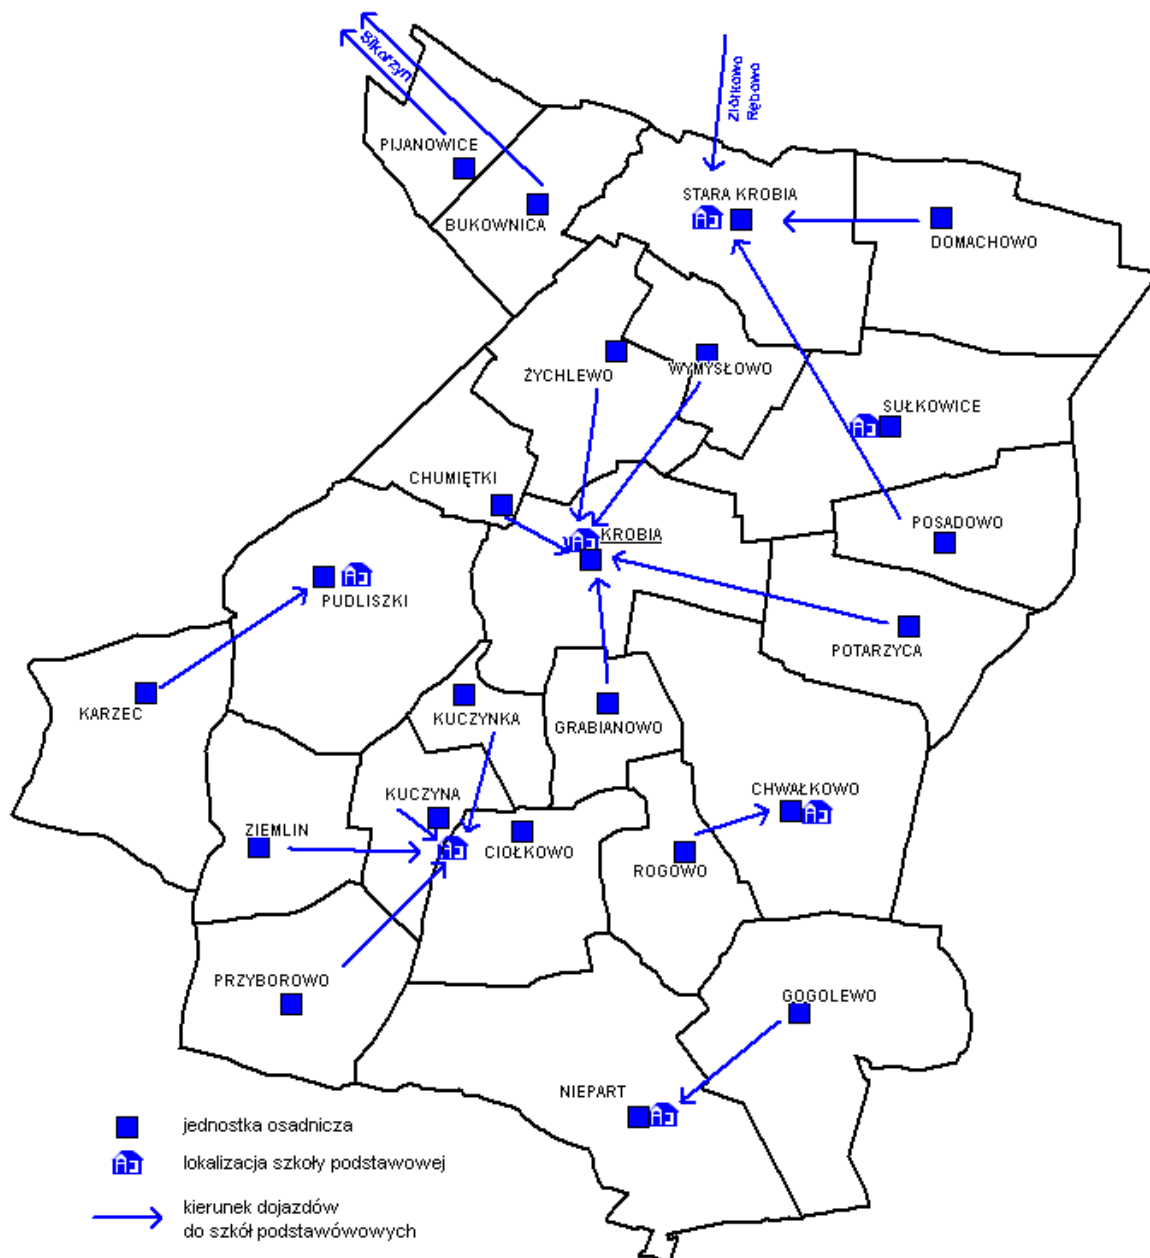 Sikorzyn
Ziółkowo
Rębowo
PIJANOWICE
STARA KROBIA
BUKOWNICA
DOMACHOWO
ŻYCHLEWO
WYMYSŁOWO
SUŁKOWICE
CHUMIĘTKI
POSADOWO
KROBIA
PUDLISZKI
POTARZYCA
KARZEC
KUCZYNKA
GRABIANOWO
CHWAŁKOWO
KUCZYNA
ZIEMLIN
CIOŁKOWO
ROGOWO
PRZYBOROWO
GOGOLEWO
NIEPART
jednostka osadnicza
lokalizacja szkoły podstawowej
kierunek dojazdów
do szkół podstawówowych